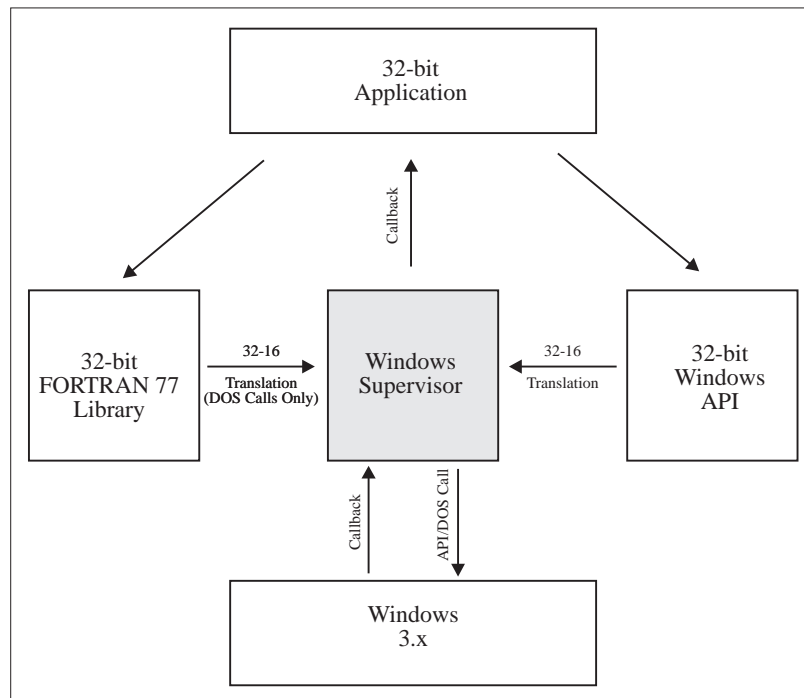 32-bit
Application
Callback
32-bit
FORTRAN 77
Library
32-16
Translation
(DOS Calls Only)
Windows
Supervisor
32-16
Translation
32-bit
Windows
API
Callback
API/DOS Call
Windows
3.x